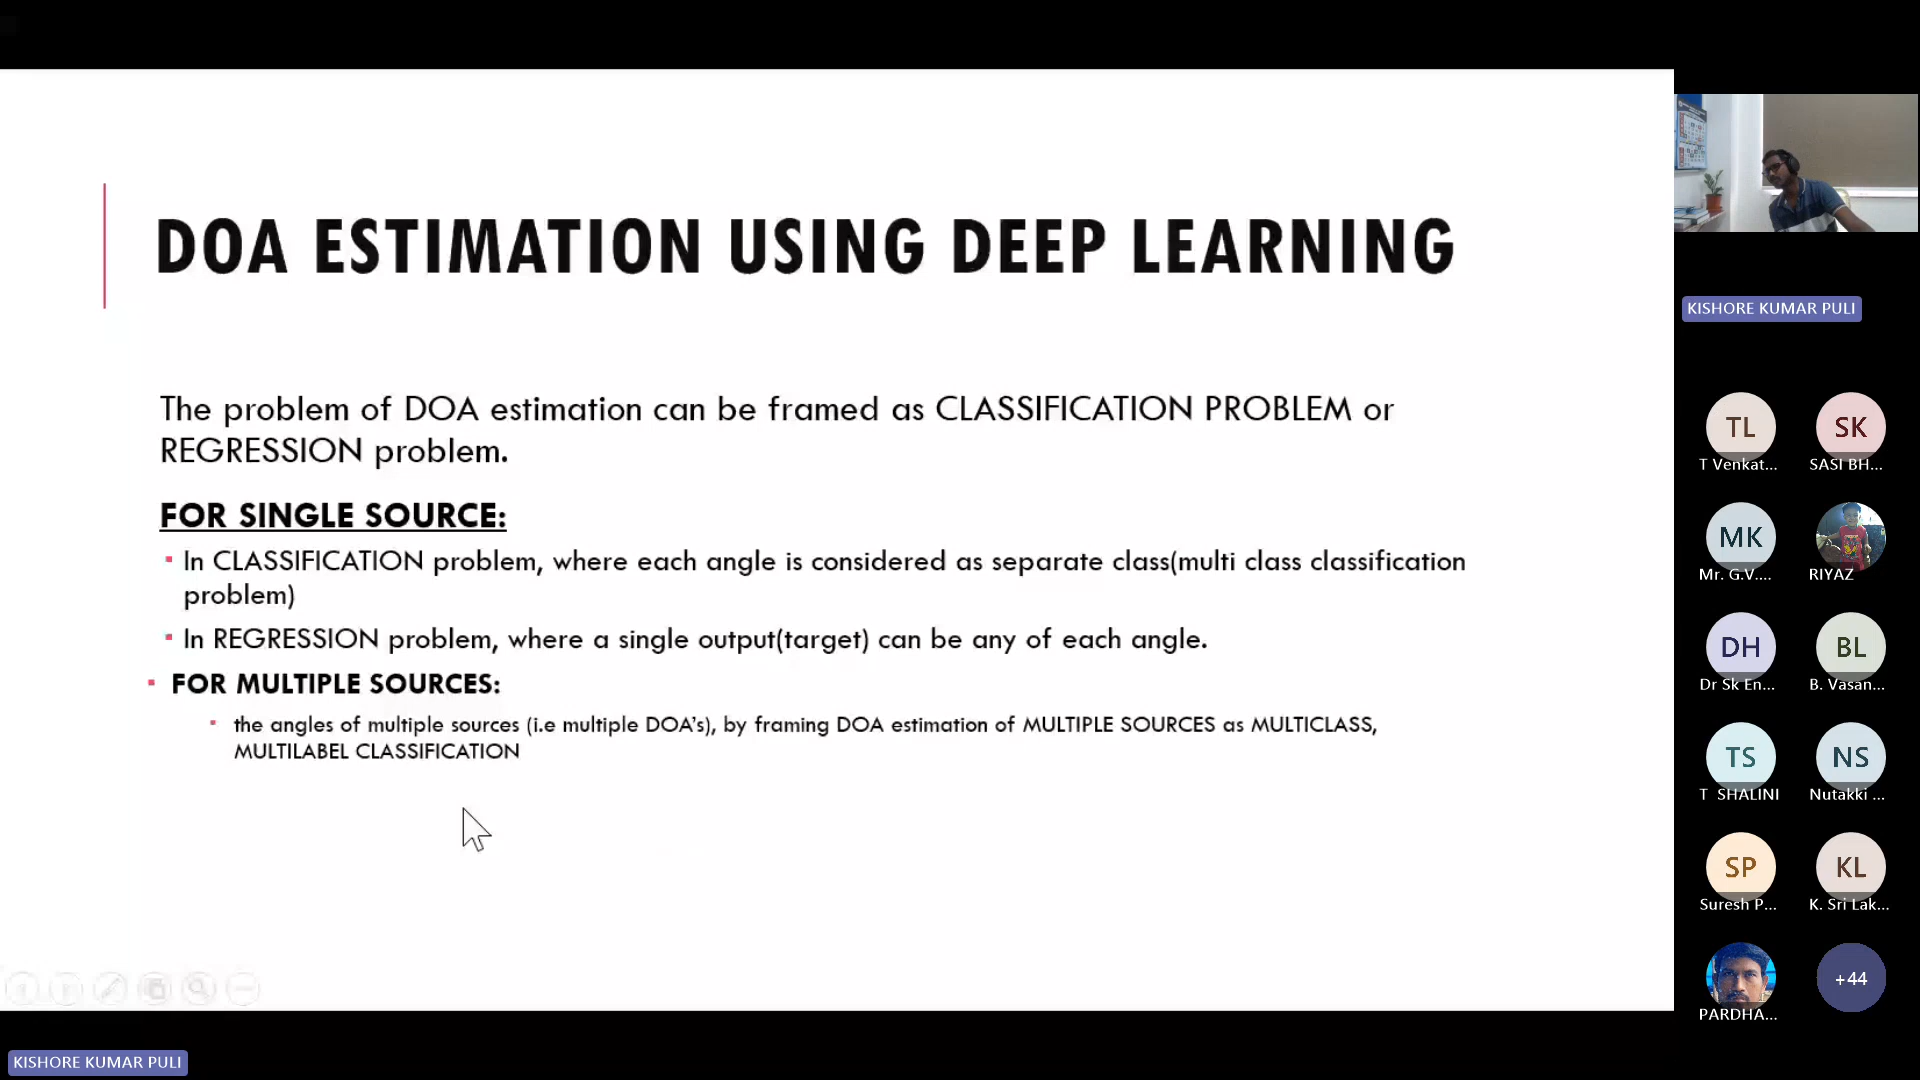 DOA ESTIMATION USING DEEP LEARNING
The problem of DOA estimation can be framed as CLASSIFICATION PROBLEM or
REGRESSION problem.
FOR SINGLE SOURCE:
In CLASSIFICATION problem, where each angle is considered as separate class(multi class classification
problem)
In REGRESSION problem, where a single output(target) can be any of each angle.
FOR MULTIPLE SOURCES:
the angles of multiple sources (i.e multiple DOA's), by framing DOA estimation of MULTIPLE SOURCES as MULTICLASS,
MULTILABEL CLASSIFICATION
KISHORE KUMAR PULI
TL
SK
T Venkat...
SASI BH...
MK
Mr. G.V....
RIYAZ
DH
BL
Dr Sk En...
B. Vasan...
TS
NS
T SHALINI
Nutakki ...
SP
KL
Suresh P...
K. Sri Lak...
+44
PARDHA...
KISHORE KUMAR PULI